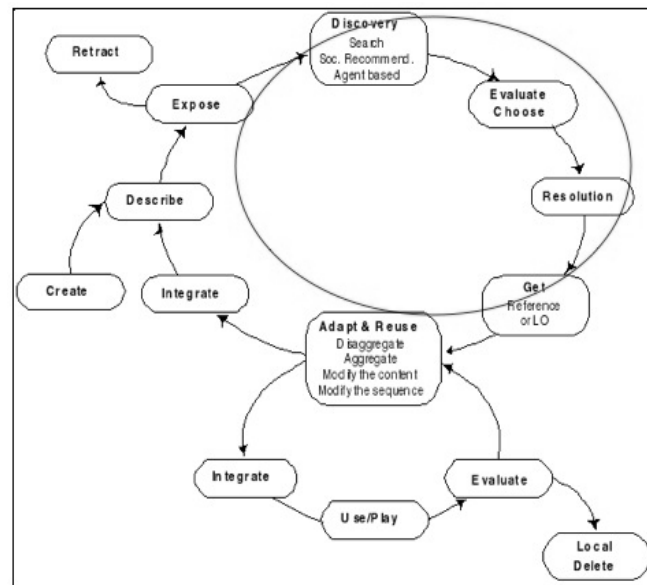 Discovery
Search
Soc. Recommend.
Agent based
Retract
Expose
Evaluate
Choose
Describe
Resolution
Create
Integrate
Get
Reference
or LO
Adapt & Reuse
Disaggregate
Aggregate
Modify the content
Modify the sequence
Integrate
Evaluate
Use/Play
Local
Delete